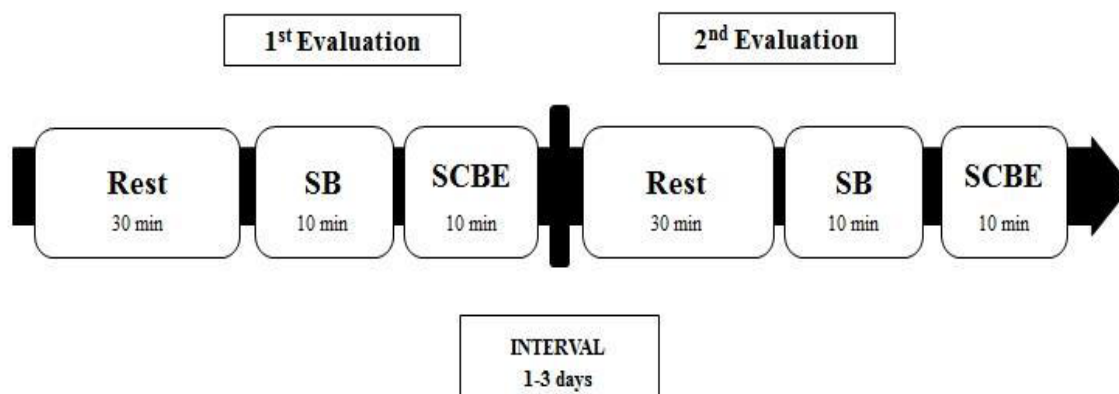 1st Evaluation
2nd Evaluation
Rest
30 min
SB
10 min
SCBE
10 min
Rest
30 min
SB
10 min
SCBE
10 min
INTERVAL
1-3 days